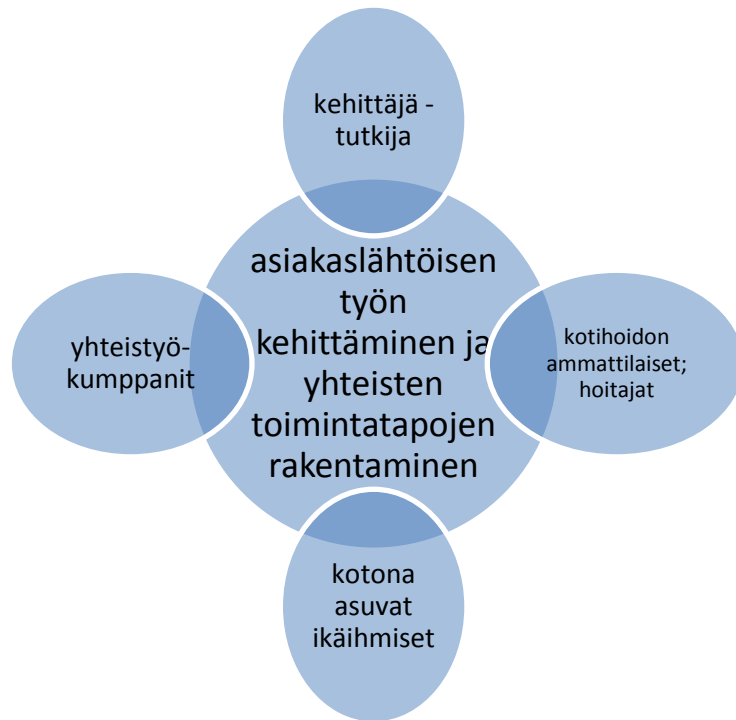 kehittäjä -
tutkija
asiakaslähtöisen
työn
kehittäminen ja
yhteisten
toimintatapojen
rakentaminen
yhteistyö-
kumppanit
kotihoidon
ammattilaiset;
hoitajat
kotona
asuvat
ikäihmiset